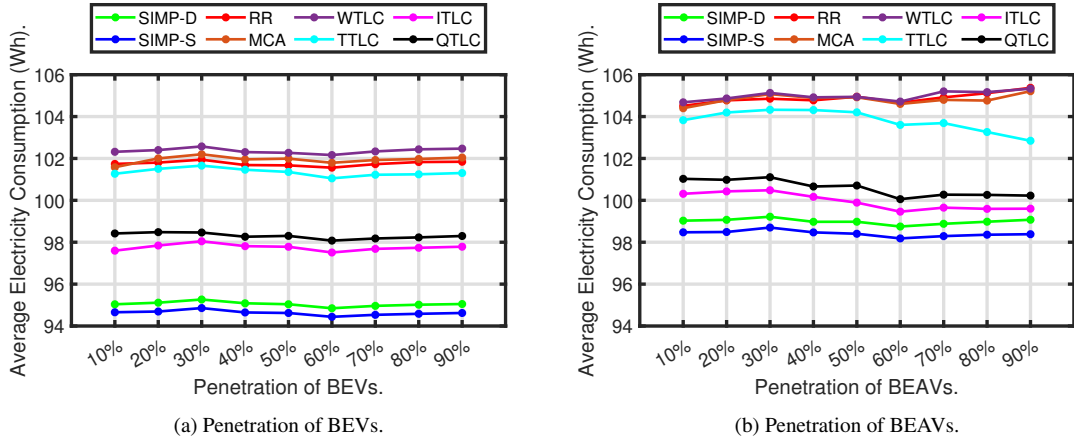 SIMP-D RR WTLC ITLC
SIMP-S MCA TTLC QTLC
Average Electricity Consumption (Wh).
106
104
102
100
98
96
94
10% 20% 30% 40% 50% 60% 70% 80% 90%
Penetration of BEVs.
(a) Penetration of BEVs.
SIMP-D RR WTLC ITLC
SIMP-S MCA TTLC QTLC
Average Electricity Consumption (Wh).
106
104
102
100
98
96
94
10% 20% 30% 40% 50% 60% 70% 80% 90%
Penetration of BEAVs.
(b) Penetration of BEAVs.